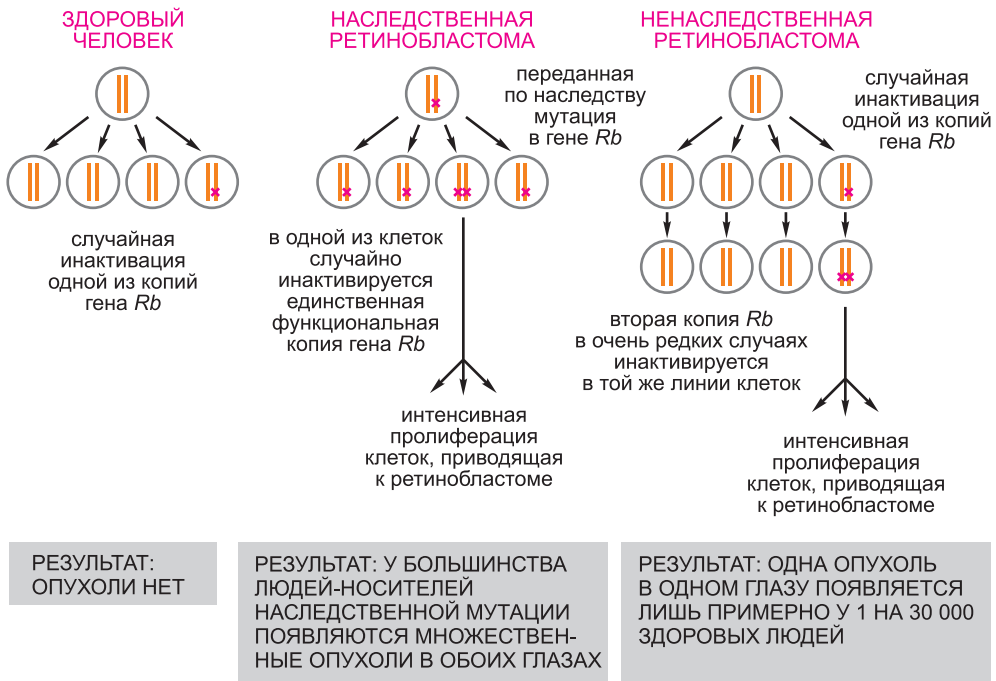 ЗДОРОВЫЙ
ЧЕЛОВЕК
случайная
инактивация
одной из копий
гена Rb
РЕЗУЛЬТАТ:
ОПУХОЛИ НЕТ
НАСЛЕДСТВЕННАЯ
РЕТИНОБЛАСТОМА
переданная
по наследству
мутация
в гене Rb
в одной из клеток
случайно
инактивируется
единственная
функциональная
копия гена Rb
интенсивная
пролиферация
клеток, приводящая
к ретинобластоме
РЕЗУЛЬТАТ: У БОЛЬШИНСТВА
ЛЮДЕЙ-НОСИТЕЛЕЙ
НАСЛЕДСТВЕННОЙ МУТАЦИИ
ПОЯВЛЯЮТСЯ МНОЖЕСТВЕН-
НЫЕ ОПУХОЛИ В ОБОИХ ГЛАЗАХ
НЕНАСЛЕДСТВЕННАЯ
РЕТИНОБЛАСТОМА
случайная
инактивация
одной из копий
гена Rb
вторая копия Rb
в очень редких случаях
инактивируется
в той же линии клеток
интенсивная
пролиферация
клеток, приводящая
к ретинобластоме
РЕЗУЛЬТАТ: ОДНА ОПУХОЛЬ
В ОДНОМ ГЛАЗУ ПОЯВЛЯЕТСЯ
ЛИШЬ ПРИМЕРНО У 1 НА 30 000
ЗДОРОВЫХ ЛЮДЕЙ